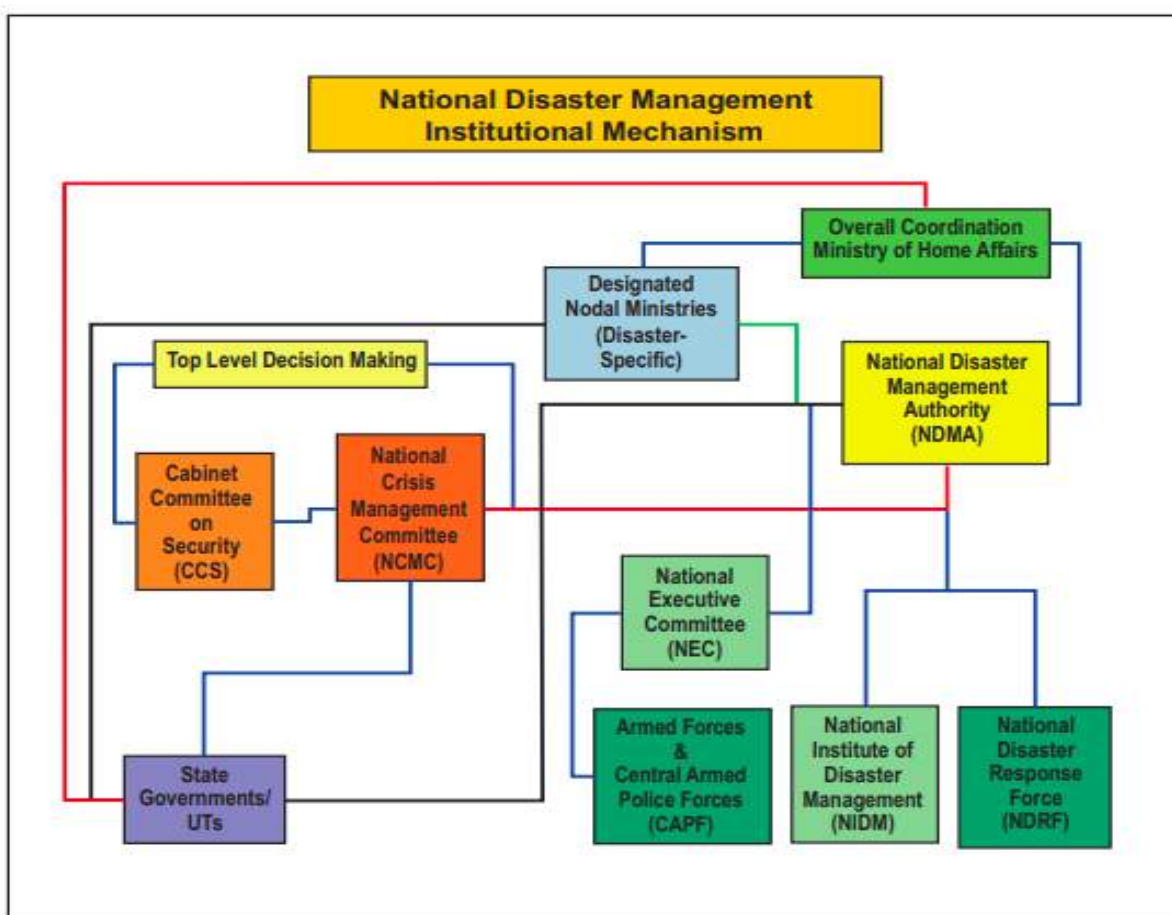 National Disaster Management
Institutional Mechanism
Overall Coordination
Ministry of Home Affairs
Designated
Nodal Ministries
(Disaster-
Specific)
Top Level Decision Making
National Disaster
Management
Authority
(NDMA)
Cabinet
Committee
on
Security
(CCS)
National
Crisis
Management
Committee
(NCMC)
National
Executive
Committee
(NEC)
State
Governments/
UTs
Armed Forces
&
Central Armed
Police Forces
(CAPF)
National
Institute of
Disaster
Management
(NIDM)
National
Disaster
Response
Force
(NDRF)